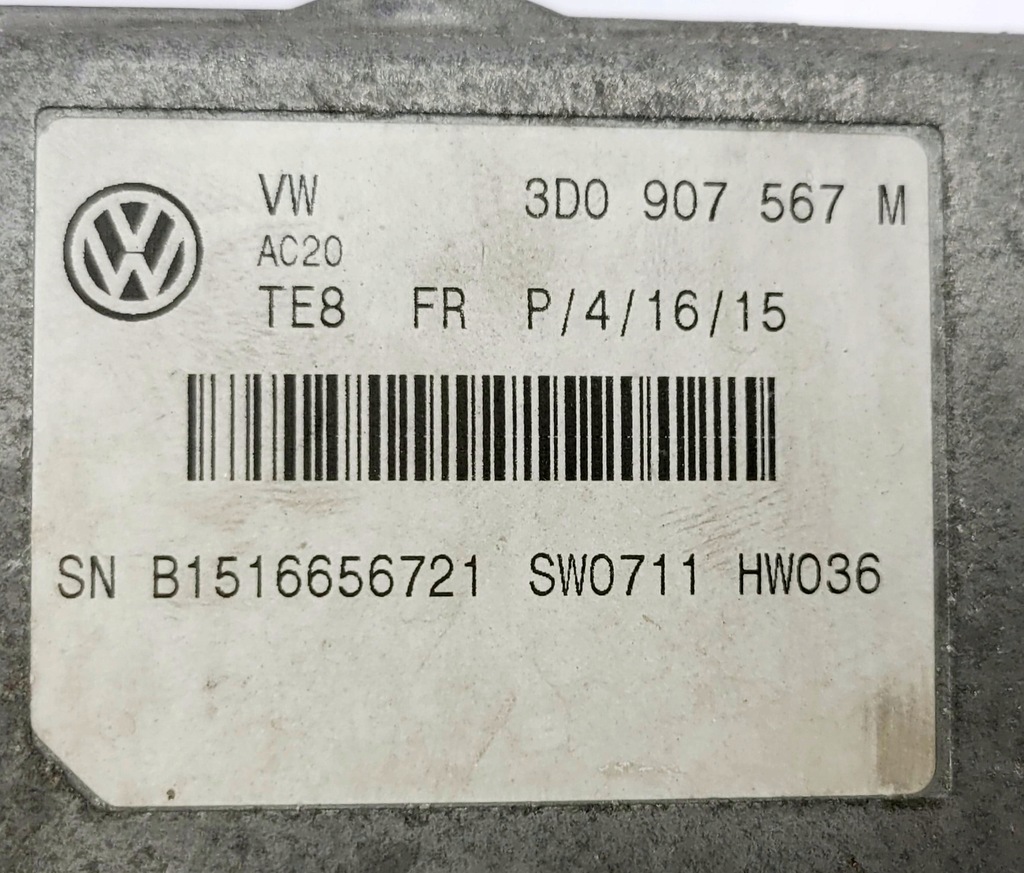 VW 3D0 907 567 M
AC20
TE8 FR P/4/16/15
SN B1516656721 SW0711 HW036